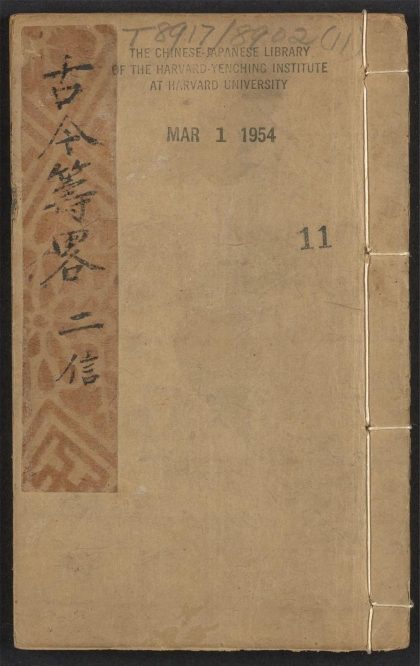 T8917/8902(11)
THE CHINESE-JAPANESE LIBRARY
OF THE HARVARD-YENCHING INSTITUTE
AT HARVARD UNIVERSITY
MAR 1 1954
11
古今籌畧 二信